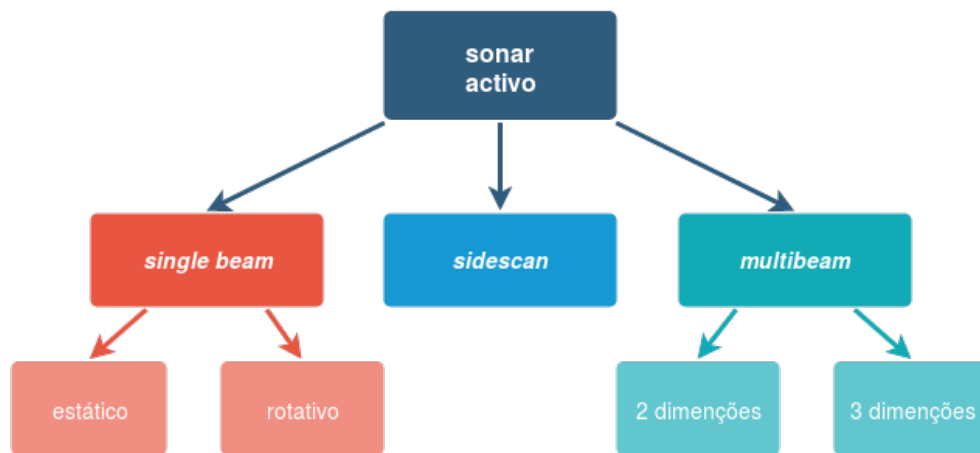 sonar
activo
single beam
sidescan
multibeam
estático
rotativo
2 dimenções
3 dimenções